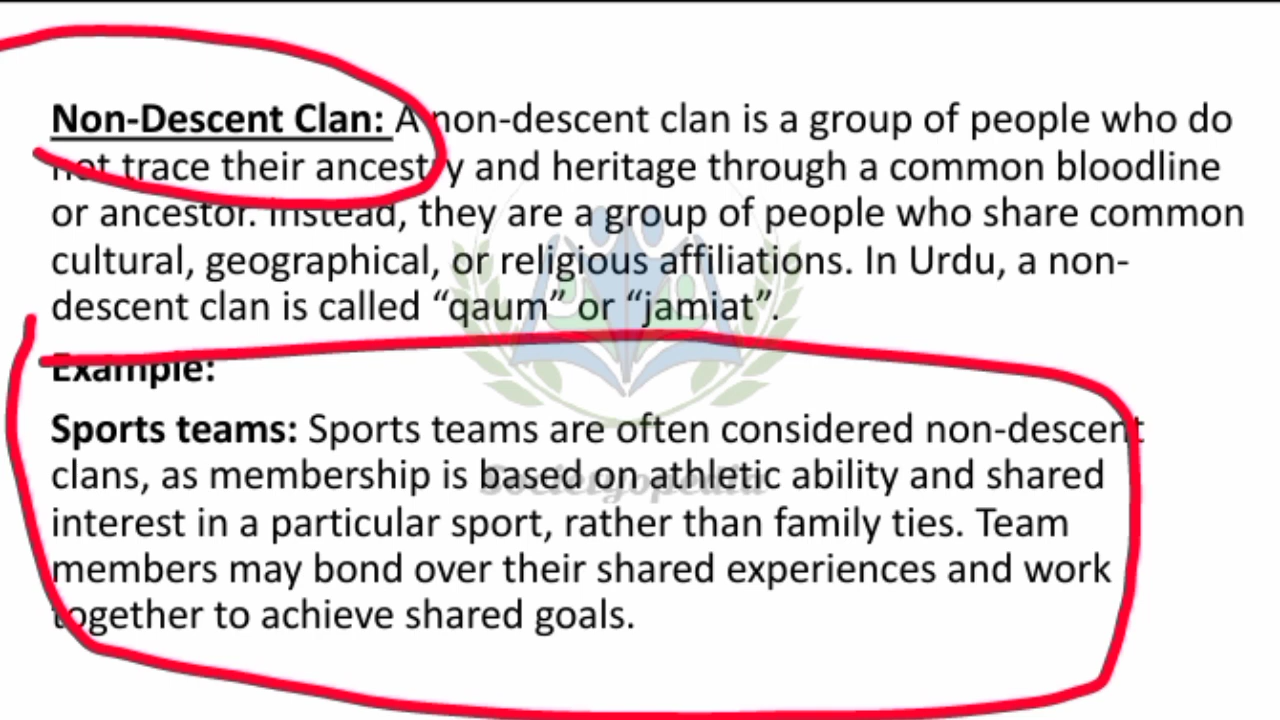 Non-Descent Clan: A non-descent clan is a group of people who do
not trace their ancestry and heritage through a common bloodline
or ancestor. Instead, they are a group of people who share common
cultural, geographical, or religious affiliations. In Urdu, a non-
descent clan is called “qaum” or “jamiat”.
Example:
Sports teams: Sports teams are often considered non-descent
clans, as membership is based on athletic ability and shared
Societyopedia
interest in a particular sport, rather than family ties. Team
members may bond over their shared experiences and work
together to achieve shared goals.